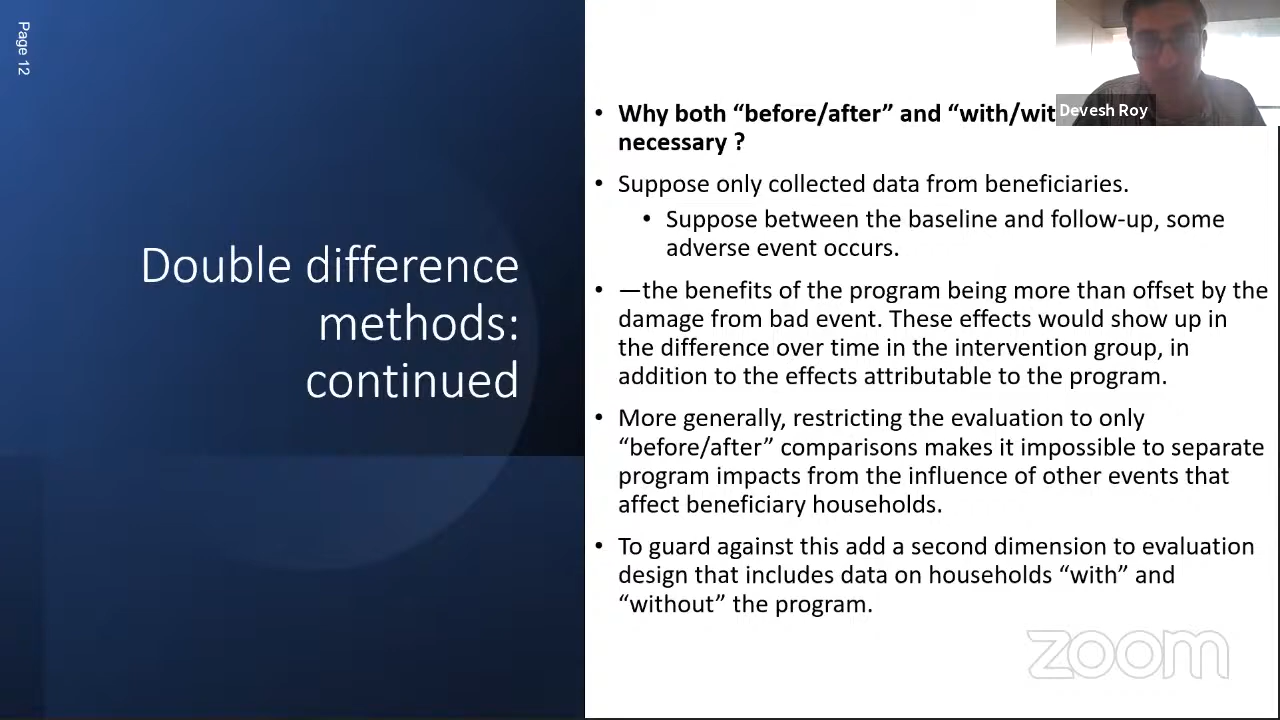 Page 12
Double difference
methods:
continued
• Why both “before/after” and “with/wit
necessary ?
• Suppose only collected data from beneficiaries.
• Suppose between the baseline and follow-up, some
adverse event occurs.
• —the benefits of the program being more than offset by the
damage from bad event. These effects would show up in
the difference over time in the intervention group, in
addition to the effects attributable to the program.
• More generally, restricting the evaluation to only
“before/after” comparisons makes it impossible to separate
program impacts from the influence of other events that
affect beneficiary households.
• To guard against this add a second dimension to evaluation
design that includes data on households “with” and
“without” the program.
Devesh Roy
zoom